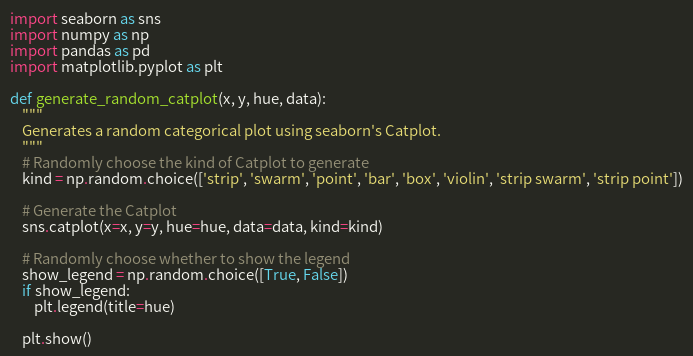 import seaborn as sns
import numpy as np
import pandas as pd
import matplotlib.pyplot as plt

def generate_random_catplot(x, y, hue, data):
    """
    Generates a random categorical plot using seaborn's Catplot.
    """
    # Randomly choose the kind of Catplot to generate
    kind = np.random.choice(['strip', 'swarm', 'point', 'bar', 'box', 'violin', 'strip swarm', 'strip point'])

    # Generate the Catplot
    sns.catplot(x=x, y=y, hue=hue, data=data, kind=kind)

    # Randomly choose whether to show the legend
    show_legend = np.random.choice([True, False])
    if show_legend:
        plt.legend(title=hue)

    plt.show()